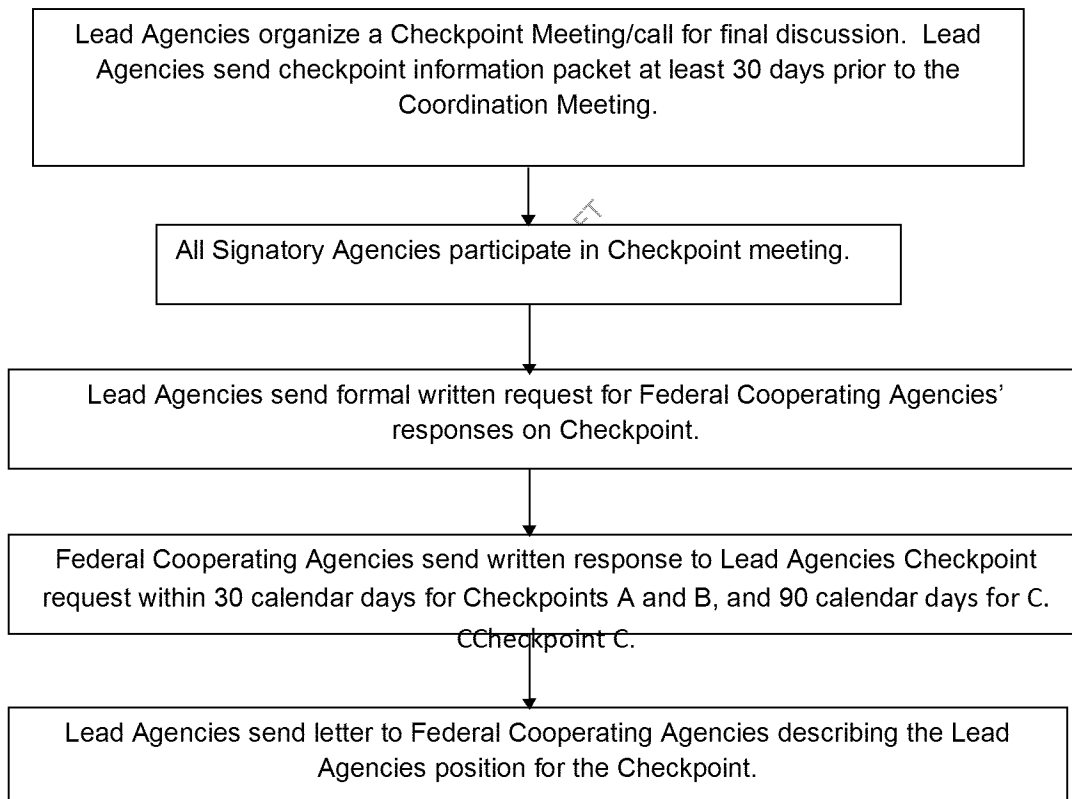 Lead Agencies organize a Checkpoint Meeting/call for final discussion.  Lead
Agencies send checkpoint information packet at least 30 days prior to the
Coordination Meeting.
ET
All Signatory Agencies participate in Checkpoint meeting.
Lead Agencies send formal written request for Federal Cooperating Agencies’
responses on Checkpoint.
Federal Cooperating Agencies send written response to Lead Agencies Checkpoint
request within 30 calendar days for Checkpoints A and B, and 90 calendar days for C.
CCheckpoint C.
Lead Agencies send letter to Federal Cooperating Agencies describing the Lead
Agencies position for the Checkpoint.